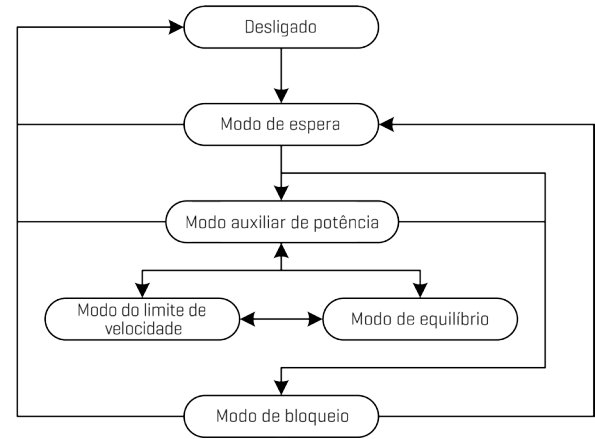 Desligado
Modo de espera
Modo auxiliar de potência
Modo do limite de
velocidade
Modo de equilíbrio
Modo de bloqueio